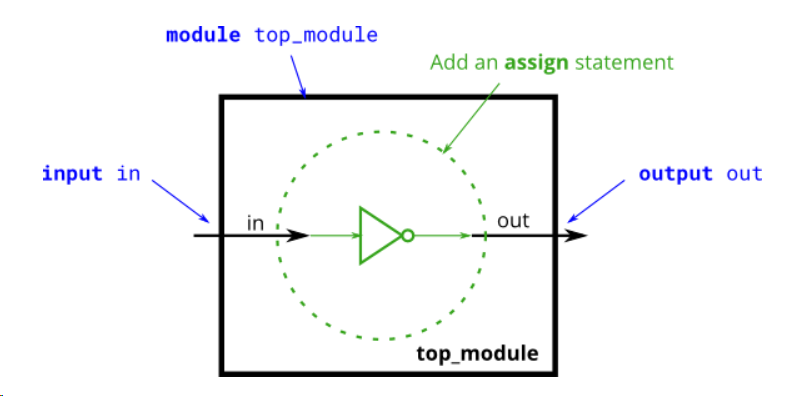 module top_module
Add an assign statement
input in
output out
in
out
top_module